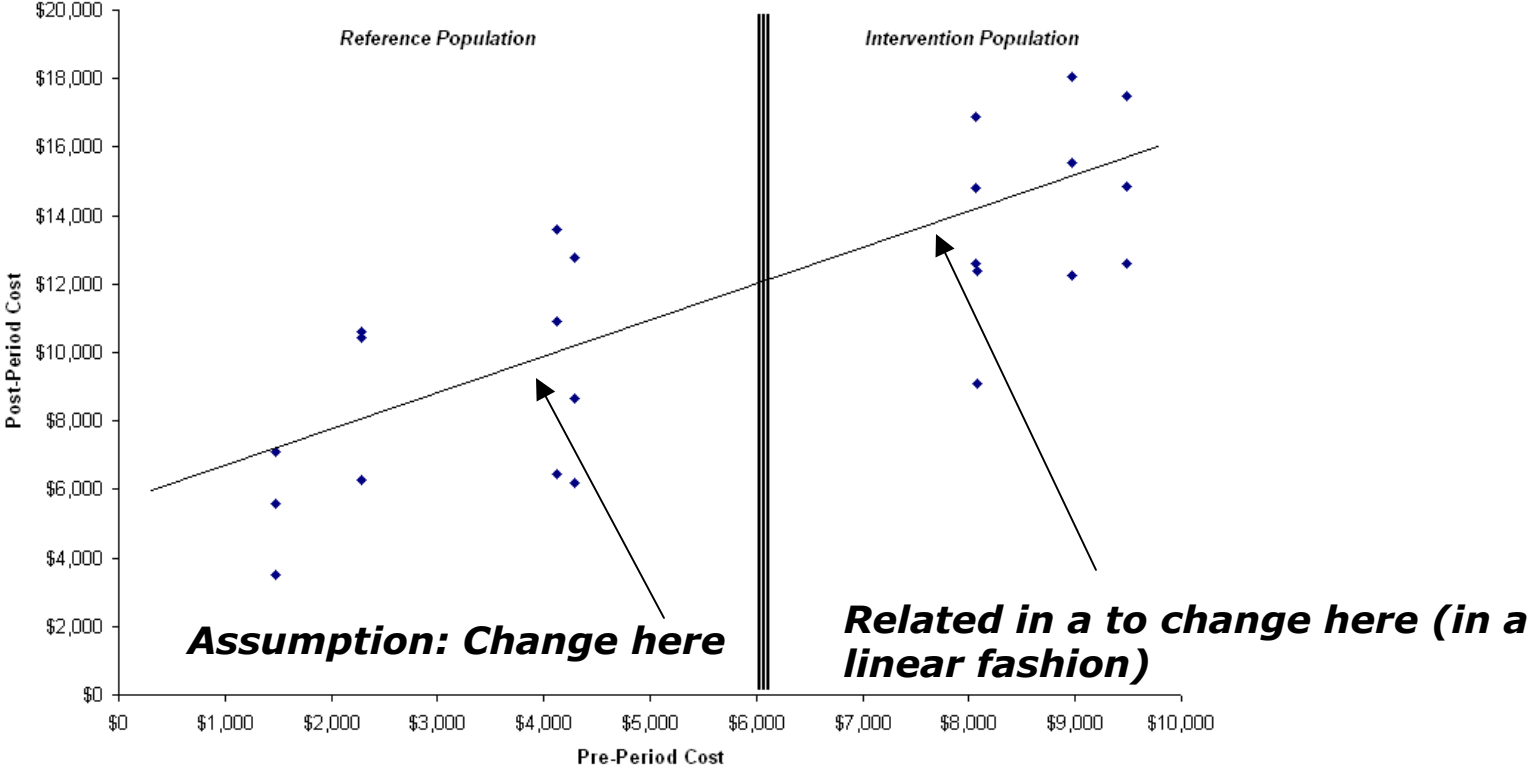 $20,000
Reference Population
Intervention Population
$18,000
$16,000
$14,000
$12,000
$10,000
$8,000
$6,000
$4,000
$2,000
$0
Post-Period Cost
Assumption: Change here
Related in a to change here (in a
linear fashion)
$0 $1,000 $2,000 $3,000 $4,000 $5,000 $6,000 $7,000 $8,000 $9,000 $10,000
Pre-Period Cost